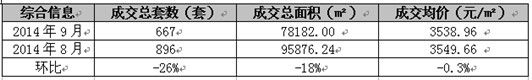 综合信息 成交总套数（套） 成交总面积（m²） 成交均价（元/m²）
2014年9月 667 78182.00 3538.96
2014年8月 896 95876.24 3549.66
环比 -26% -18% -0.3%